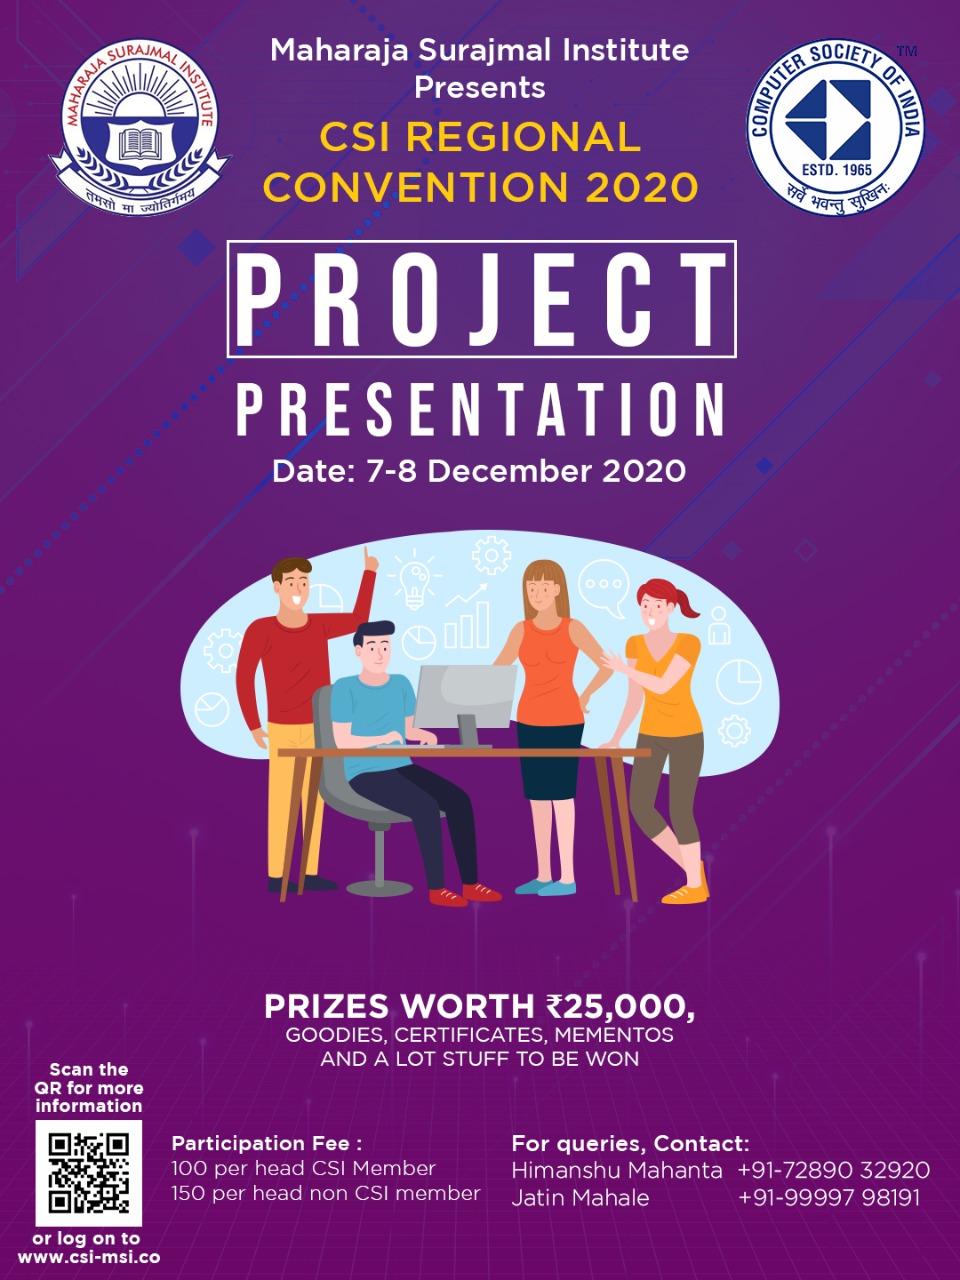 MAHARAJA SURAJMAL INSTITUTE
तमसो मा ज्योतिर्गमय
Maharaja Surajmal Institute
Presents
CSI REGIONAL
CONVENTION 2020
COMPUTER SOCIETY OF INDIA
TM
ESTD. 1965
सर्वे भवन्तु सुखिनः
PROJECT
PRESENTATION
Date: 7-8 December 2020
PRIZES WORTH ₹25,000,
GOODIES, CERTIFICATES, MEMENTOS
AND A LOT STUFF TO BE WON
Scan the
QR for more
information
or log on to
www.csi-msi.co
Participation Fee :
100 per head CSI Member
150 per head non CSI member
For queries, Contact:
Himanshu Mahanta +91-72890 32920
Jatin Mahale +91-99997 98191